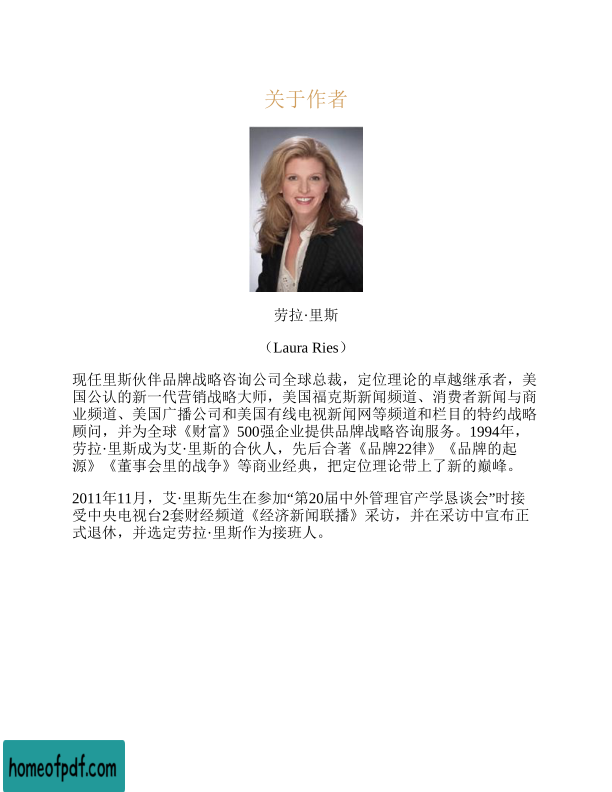 关于作者
劳拉·里斯
（Laura Ries）
现任里斯伙伴品牌战略咨询公司全球总裁，定位理论的卓越继承者，美
国公认的新一代营销战略大师，美国福克斯新闻频道、消费者新闻与商
业频道、美国广播公司和美国有线电视新闻网等频道和栏目的特约战略
顾问，并为全球《财富》500强企业提供品牌战略咨询服务。1994年，
劳拉·里斯成为艾·里斯的合伙人，先后合著《品牌22律》《品牌的起
源》《董事会里的战争》等商业经典，把定位理论带上了新的巅峰。
2011年11月，艾·里斯先生在参加“第20届中外管理官产学恳谈会”时接
受中央电视台2套财经频道《经济新闻联播》采访，并在采访中宣布正
式退休，并选定劳拉·里斯作为接班人。
homeofpdf.com